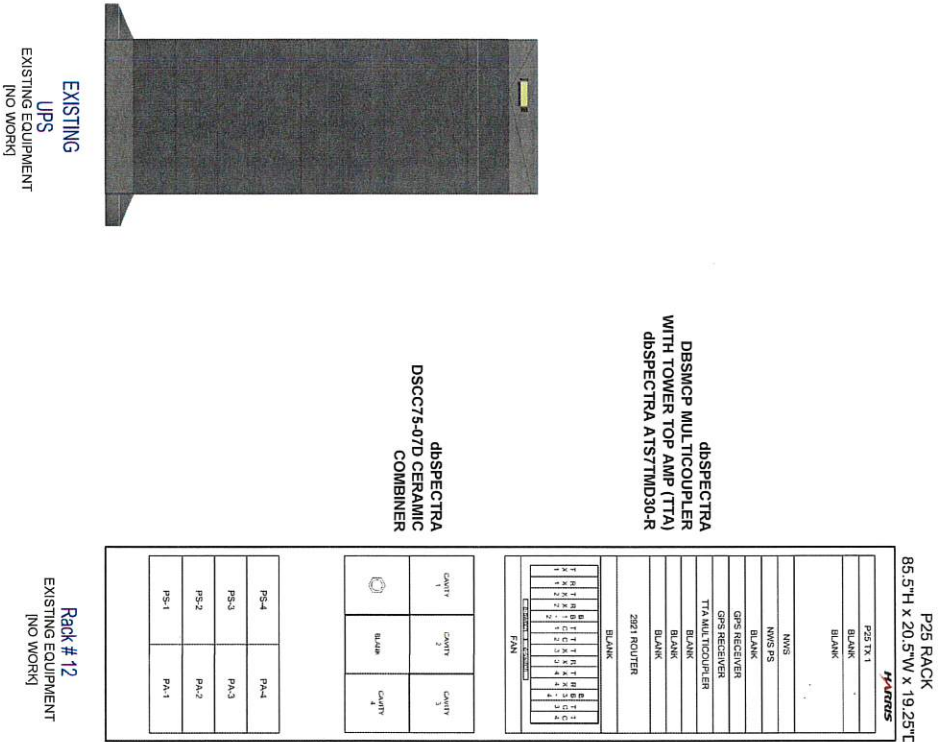 EXISTING
UPS
EXISTING EQUIPMENT
[NO WORK]
dbSPECTRA
DBSMCP MULTICOUPLER
WITH TOWER TOP AMP (TTA)
dbSPECTRA ATS7TMD30-R
dbSPECTRA
DSCC75-07D CERAMIC
COMBINER
P25 RACK
85.5"H x 20.5"W x 19.25"D
HARRIS
P25 TX 1
BLANK
BLANK
NWS
NWS PS
BLANK
GPS RECEIVER
GPS RECEIVER
TTA MULTICOUPLER
BLANK
BLANK
BLANK
2921 ROUTER
BLANK
FAN
CAVITY 1
CAVITY 2
CAVITY 3
BLANK
CAVITY 4
PS-4
PA-4
PS-3
PA-3
PS-2
PA-2
PS-1
PA-1
Rack # 12
EXISTING EQUIPMENT
[NO WORK]